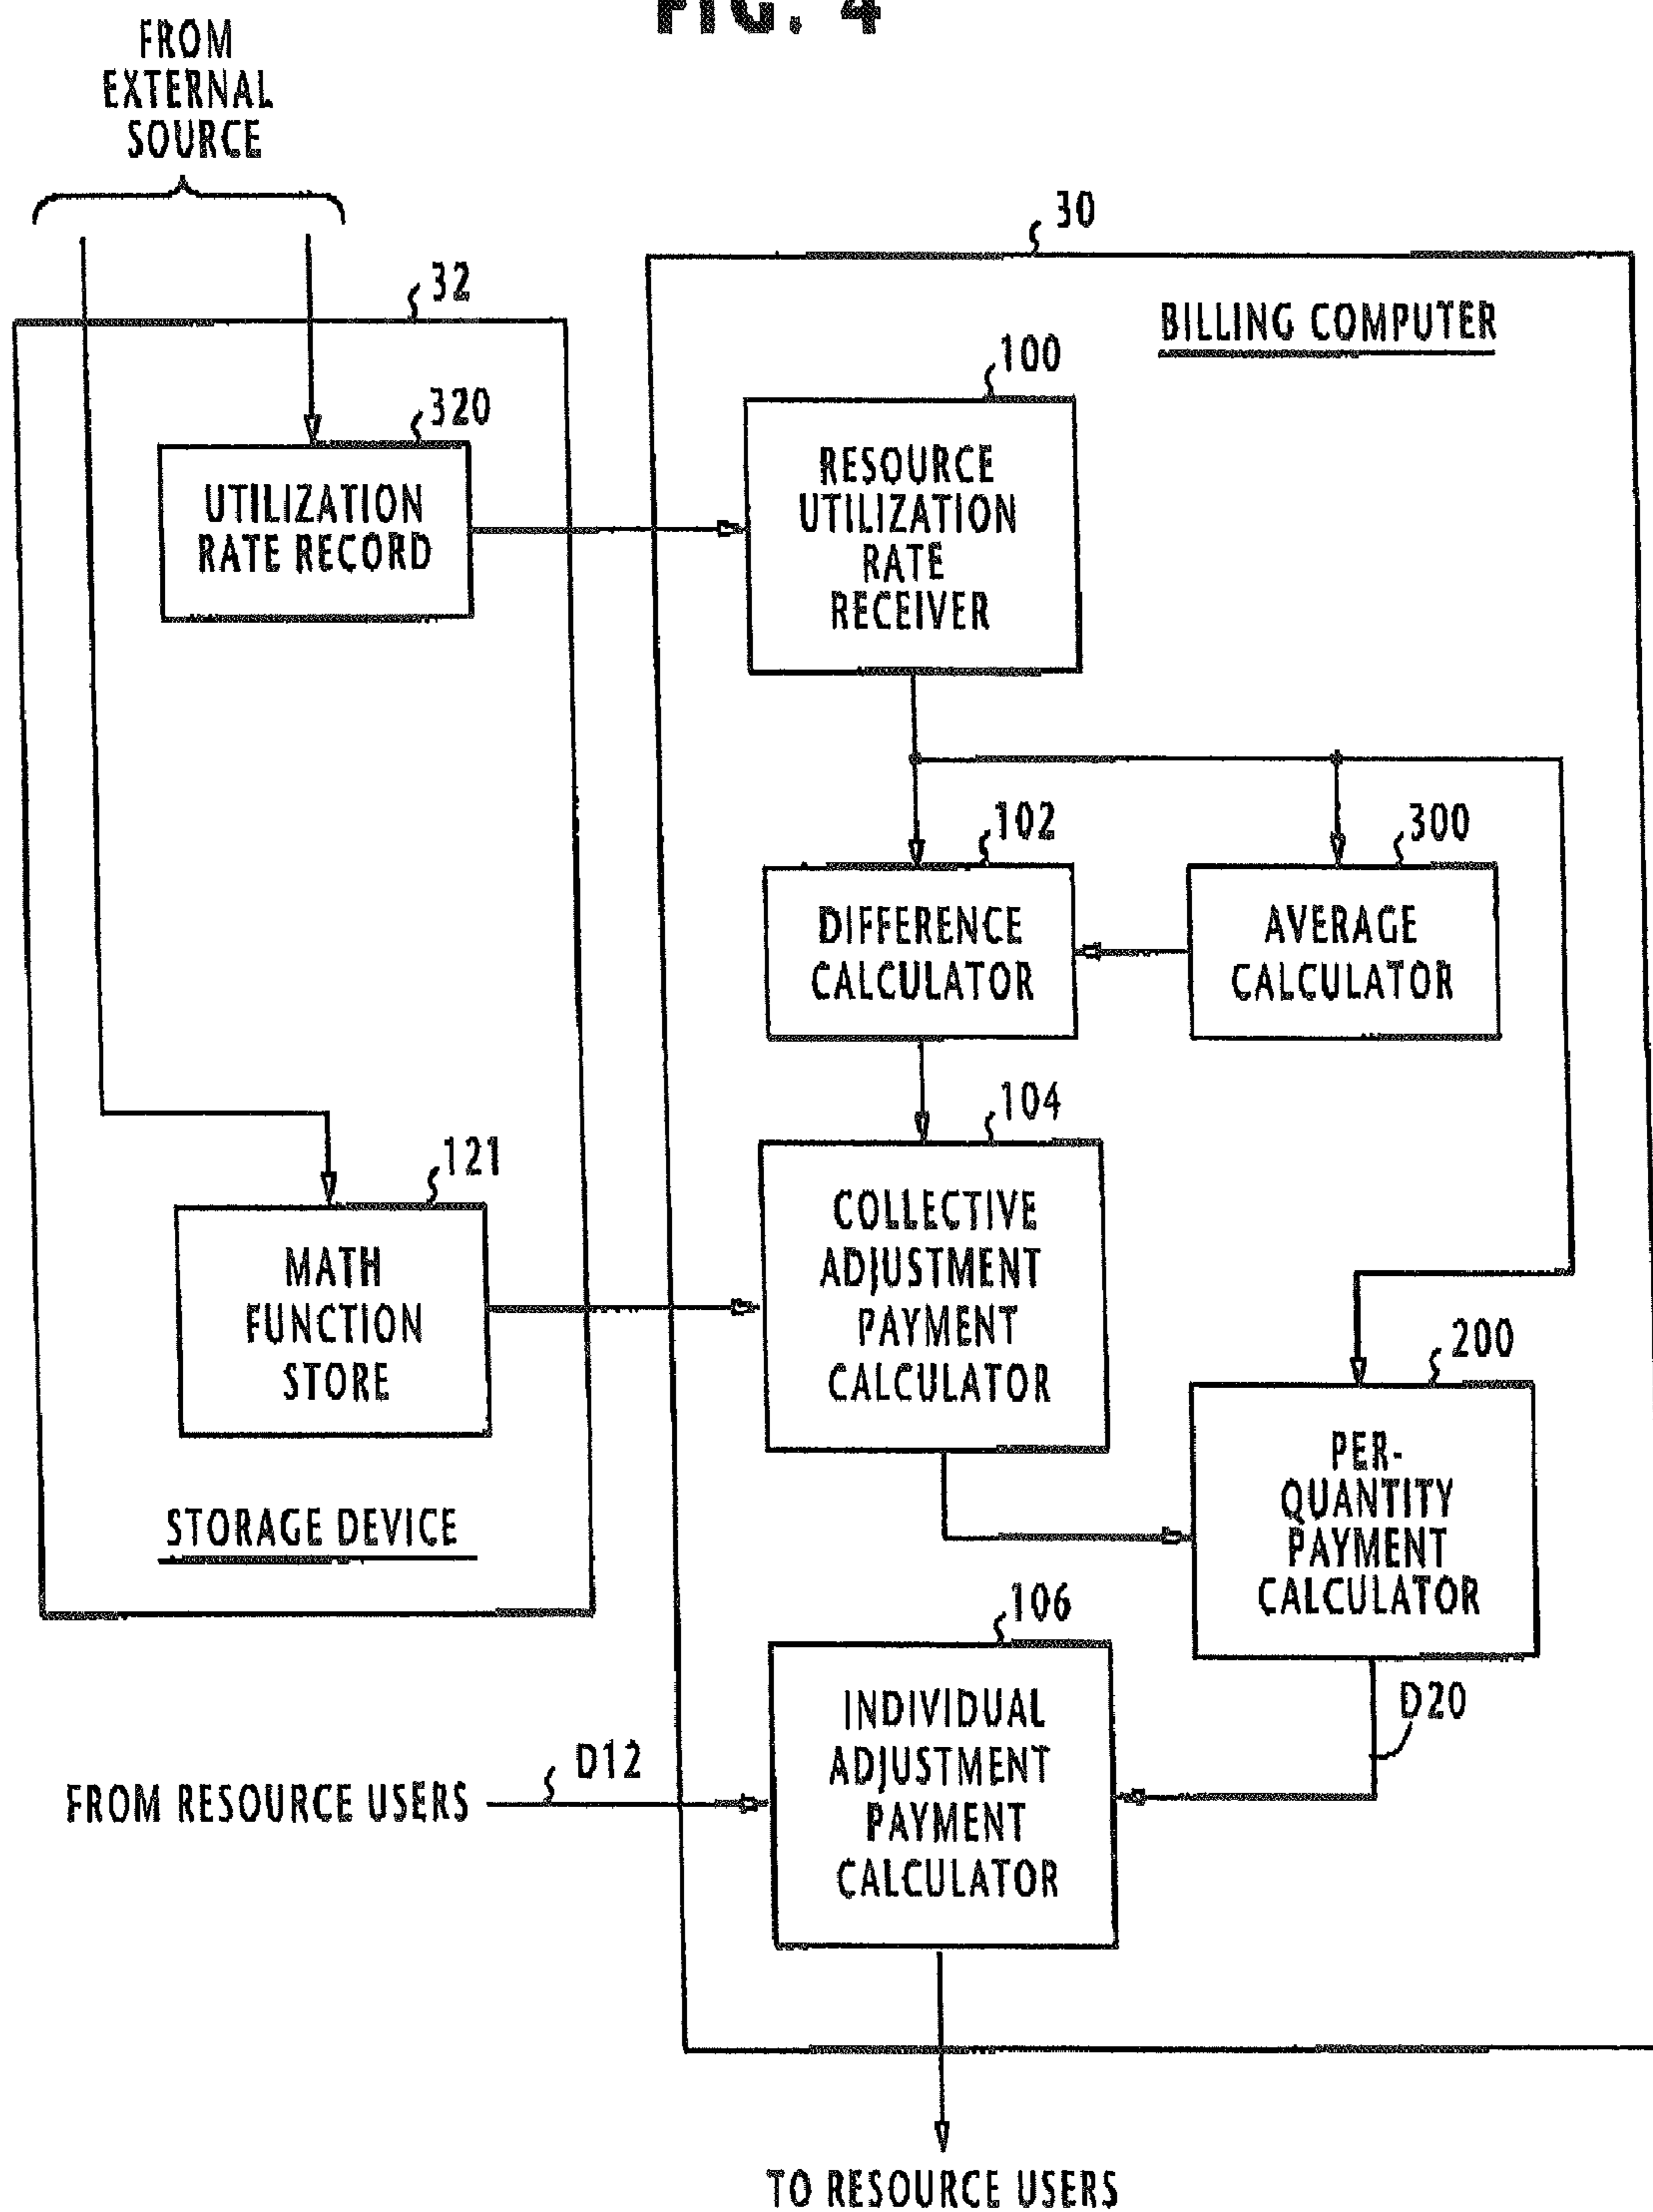 FIG. 4
FROM
EXTERNAL
SOURCE
30
32
BILLING COMPUTER
100
320
RESOURCE
UTILIZATION
RATE
RECEIVER
UTILIZATION
RATE RECORD
102
300
DIFFERENCE
CALCULATOR
AVERAGE
CALCULATOR
104
121
COLLECTIVE
ADJUSTMENT
PAYMENT
CALCULATOR
MATH
FUNCTION
STORE
200
PER-
QUANTITY
PAYMENT
CALCULATOR
STORAGE DEVICE
106
INDIVIDUAL
ADJUSTMENT
PAYMENT
CALCULATOR
D20
D12
FROM RESOURCE USERS
TO RESOURCE USERS